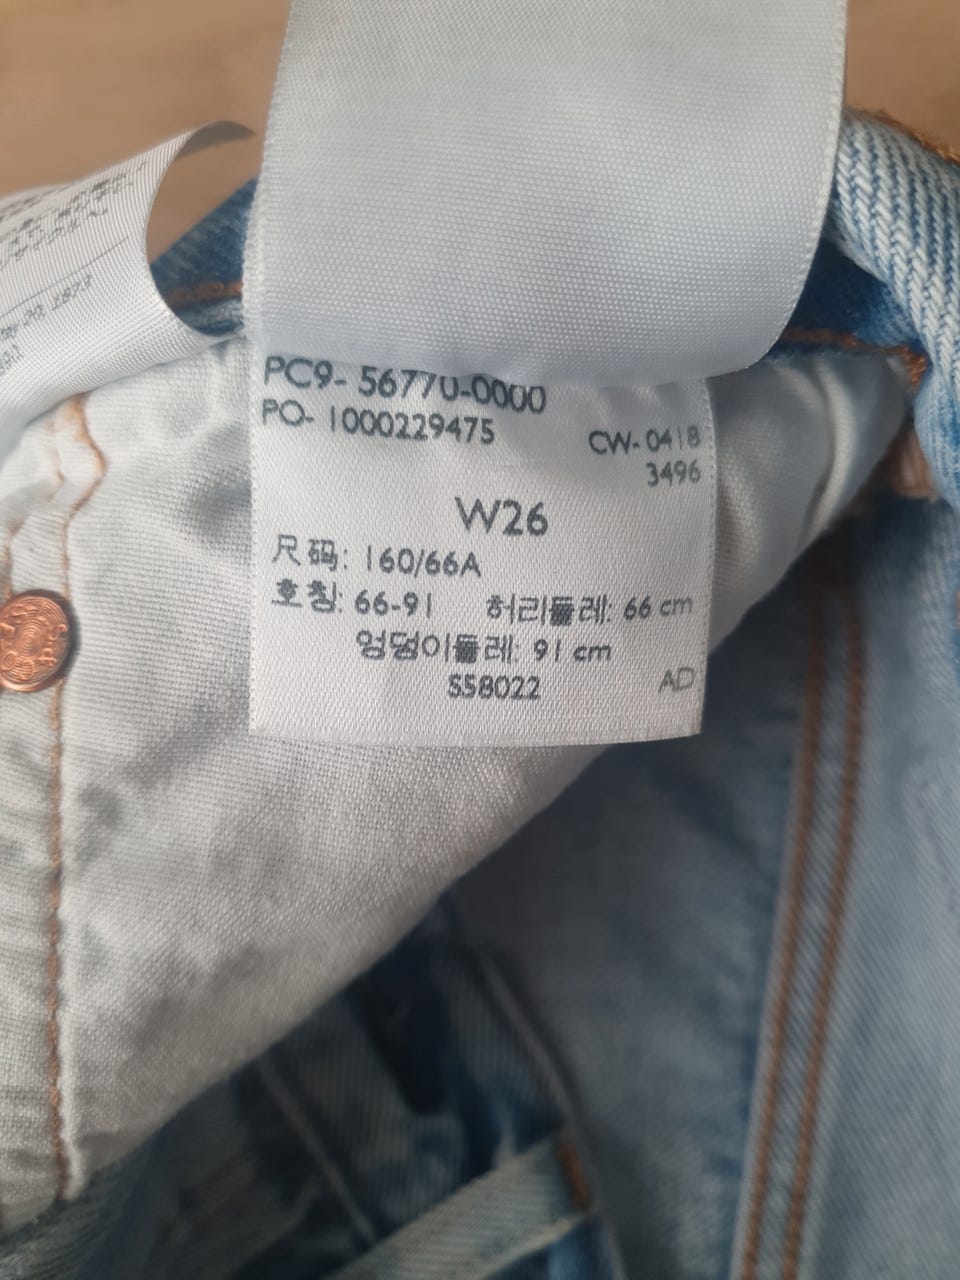 PC9- 56770-0000
PO- 1000229475
CW- 0418
3496
W26
尺码: 160/66A
호칭: 66-91 허리둘레: 66 cm
엉덩이둘레: 91 cm
S58022
AD